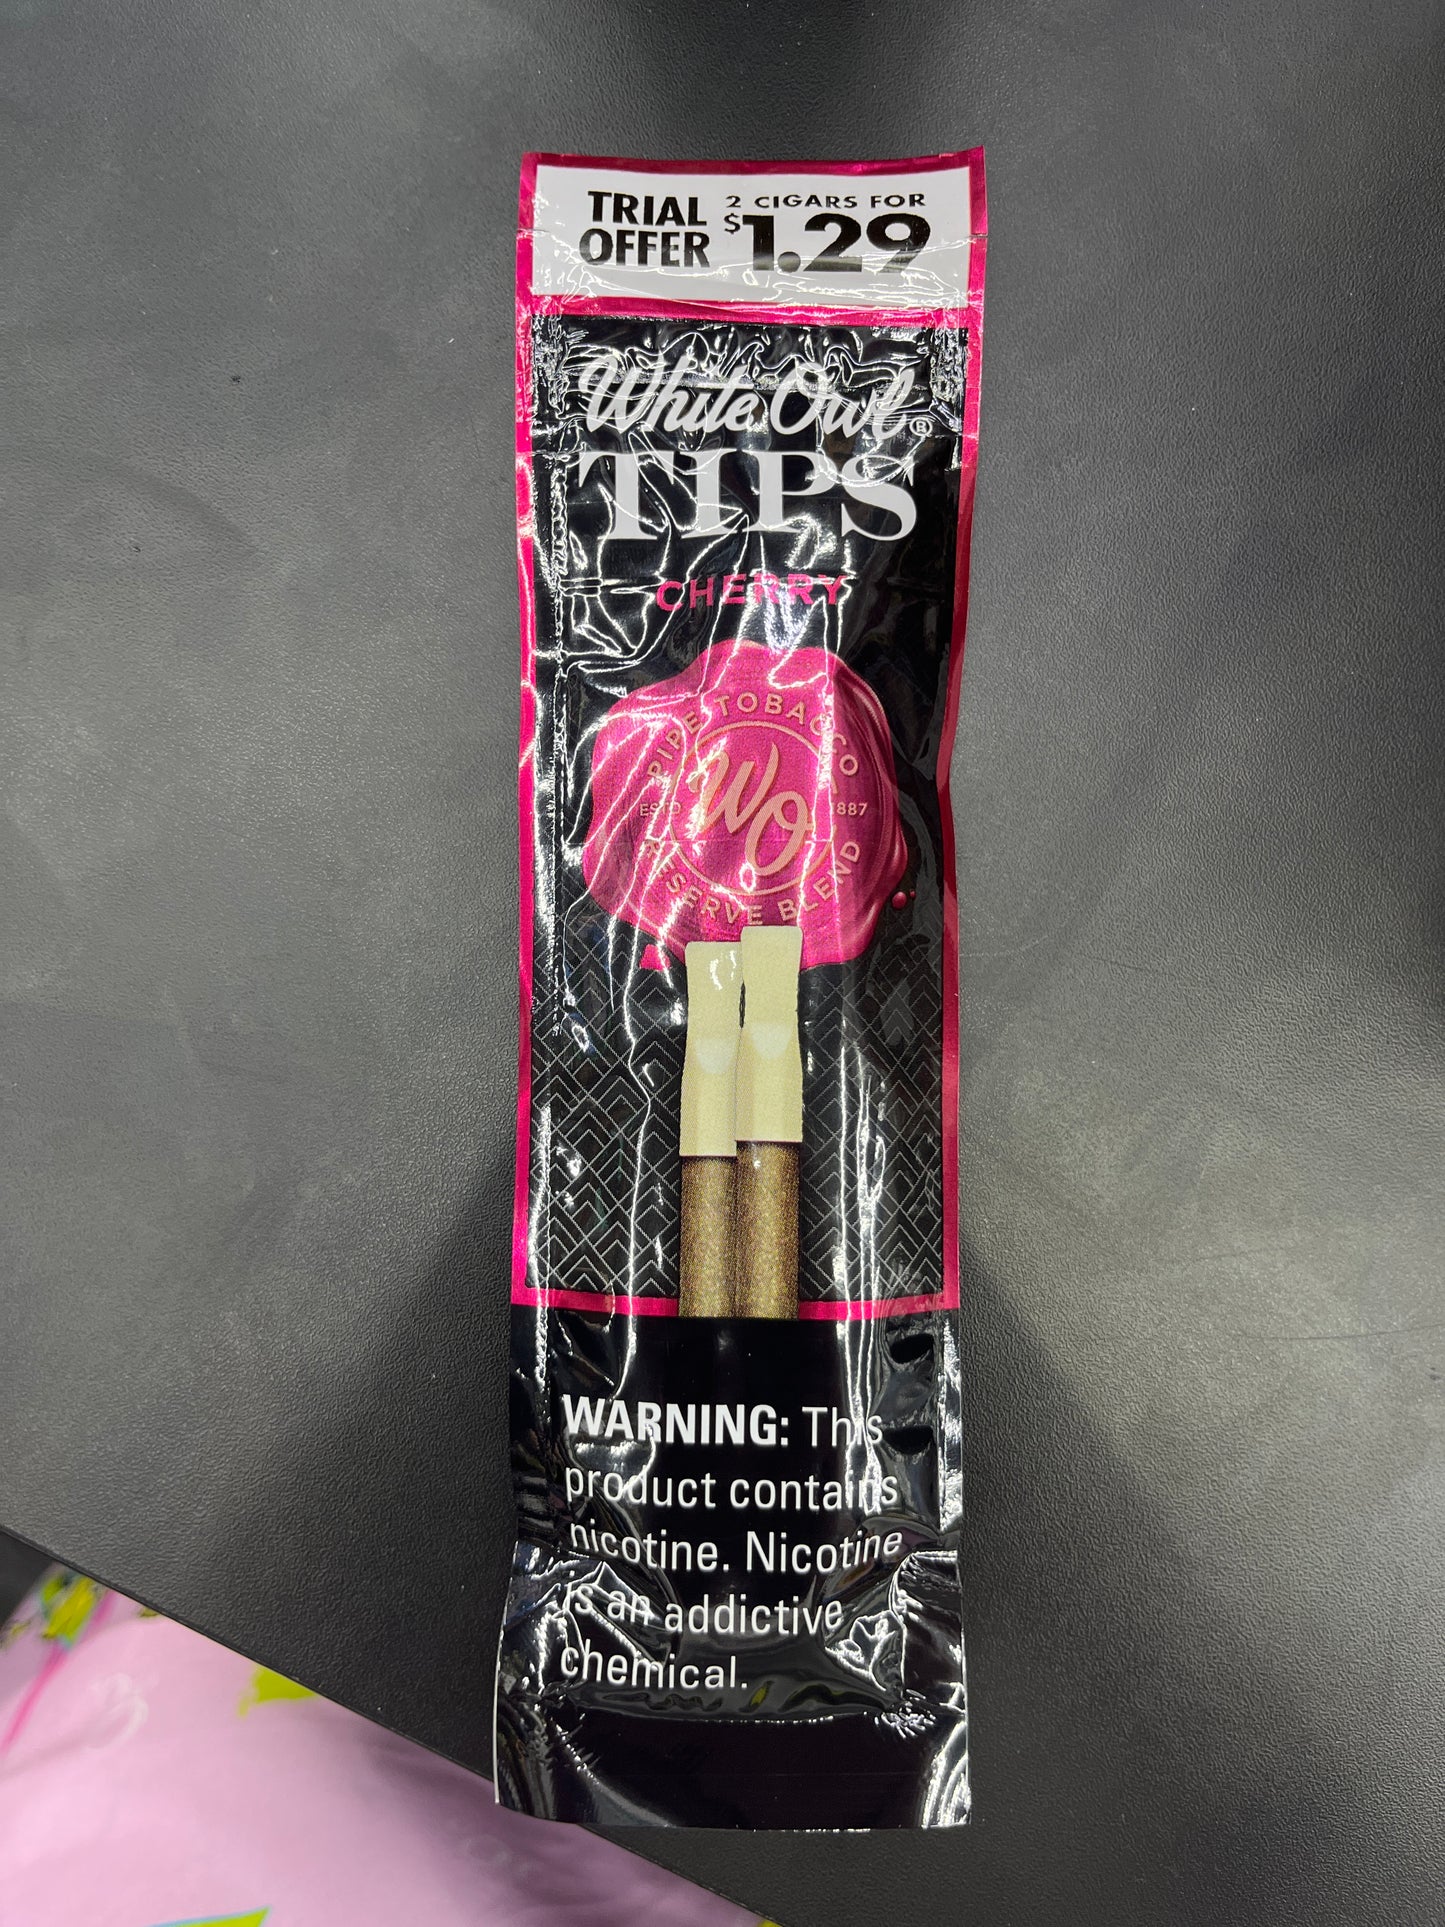 TRIAL OFFER
2 CIGARS FOR
$1.29
White Owl®
TIPS
CHERRY
PIPE TOBACCO
ESTD 1887
WO
RESERVE BLEND
WARNING: This
product contains
nicotine. Nicotine
is an addictive
chemical.